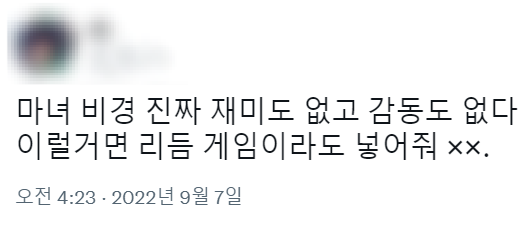 마녀 비경 진짜 재미도 없고 감동도 없다
이럴거면 리듬 게임이라도 넣어줘 ××.
오전 4:23 · 2022년 9월 7일